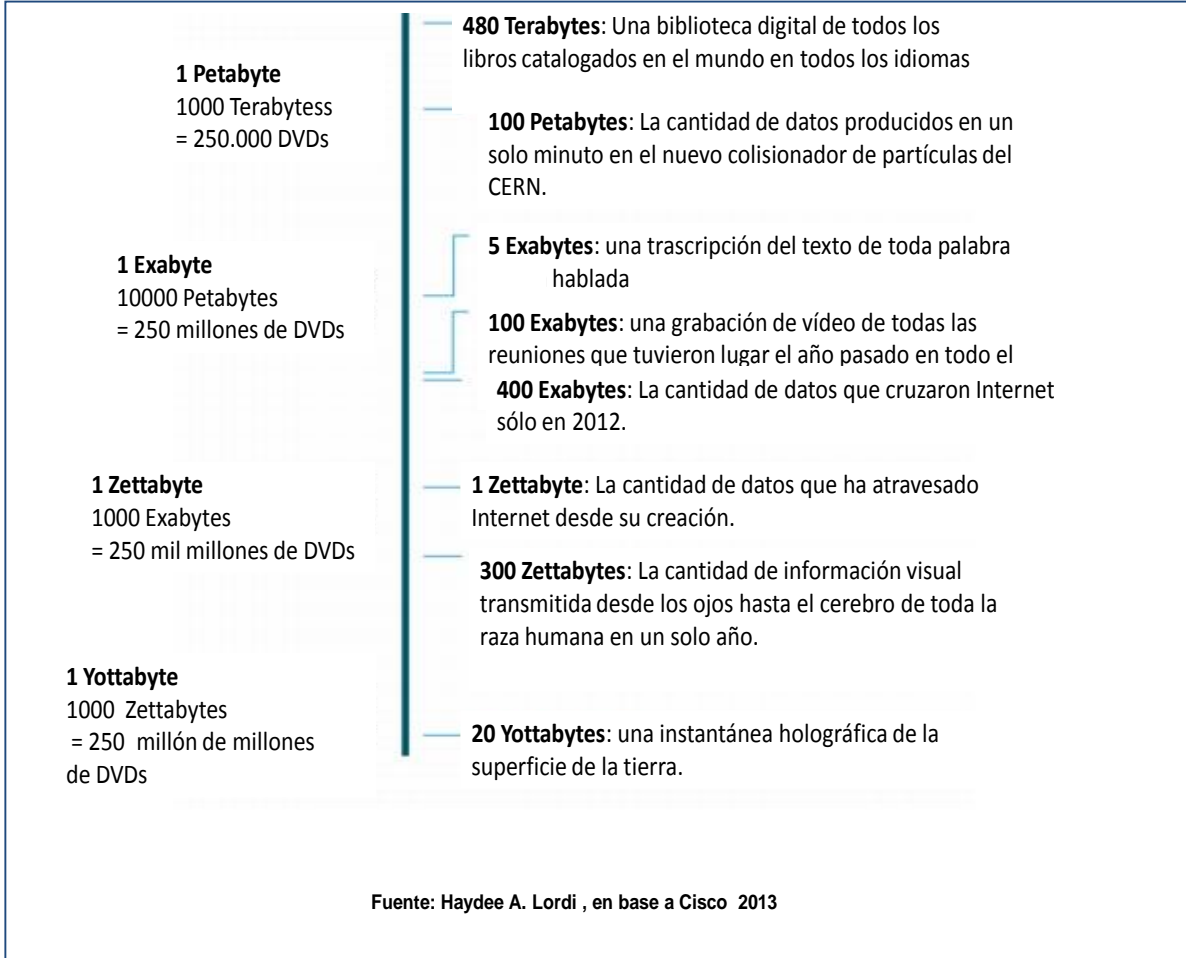 480 Terabytes: Una biblioteca digital de todos los
libros catalogados en el mundo en todos los idiomas
1 Petabyte
1000 Terabytess
= 250.000 DVDs
100 Petabytes: La cantidad de datos producidos en un
solo minuto en el nuevo colisionador de partículas del
CERN.
5 Exabytes: una trascripción del texto de toda palabra
hablada
1 Exabyte
10000 Petabytes
= 250 millones de DVDs
100 Exabytes: una grabación de vídeo de todas las
reuniones que tuvieron lugar el año pasado en todo el
400 Exabytes: La cantidad de datos que cruzaron Internet
sólo en 2012.
1 Zettabyte
1000 Exabytes
= 250 mil millones de DVDs
1 Zettabyte: La cantidad de datos que ha atravesado
Internet desde su creación.
300 Zettabytes: La cantidad de información visual
transmitida desde los ojos hasta el cerebro de toda la
raza humana en un solo año.
1 Yottabyte
1000 Zettabytes
= 250 millón de millones
de DVDs
20 Yottabytes: una instantánea holográfica de la
superficie de la tierra.
Fuente: Haydee A. Lordi , en base a Cisco 2013